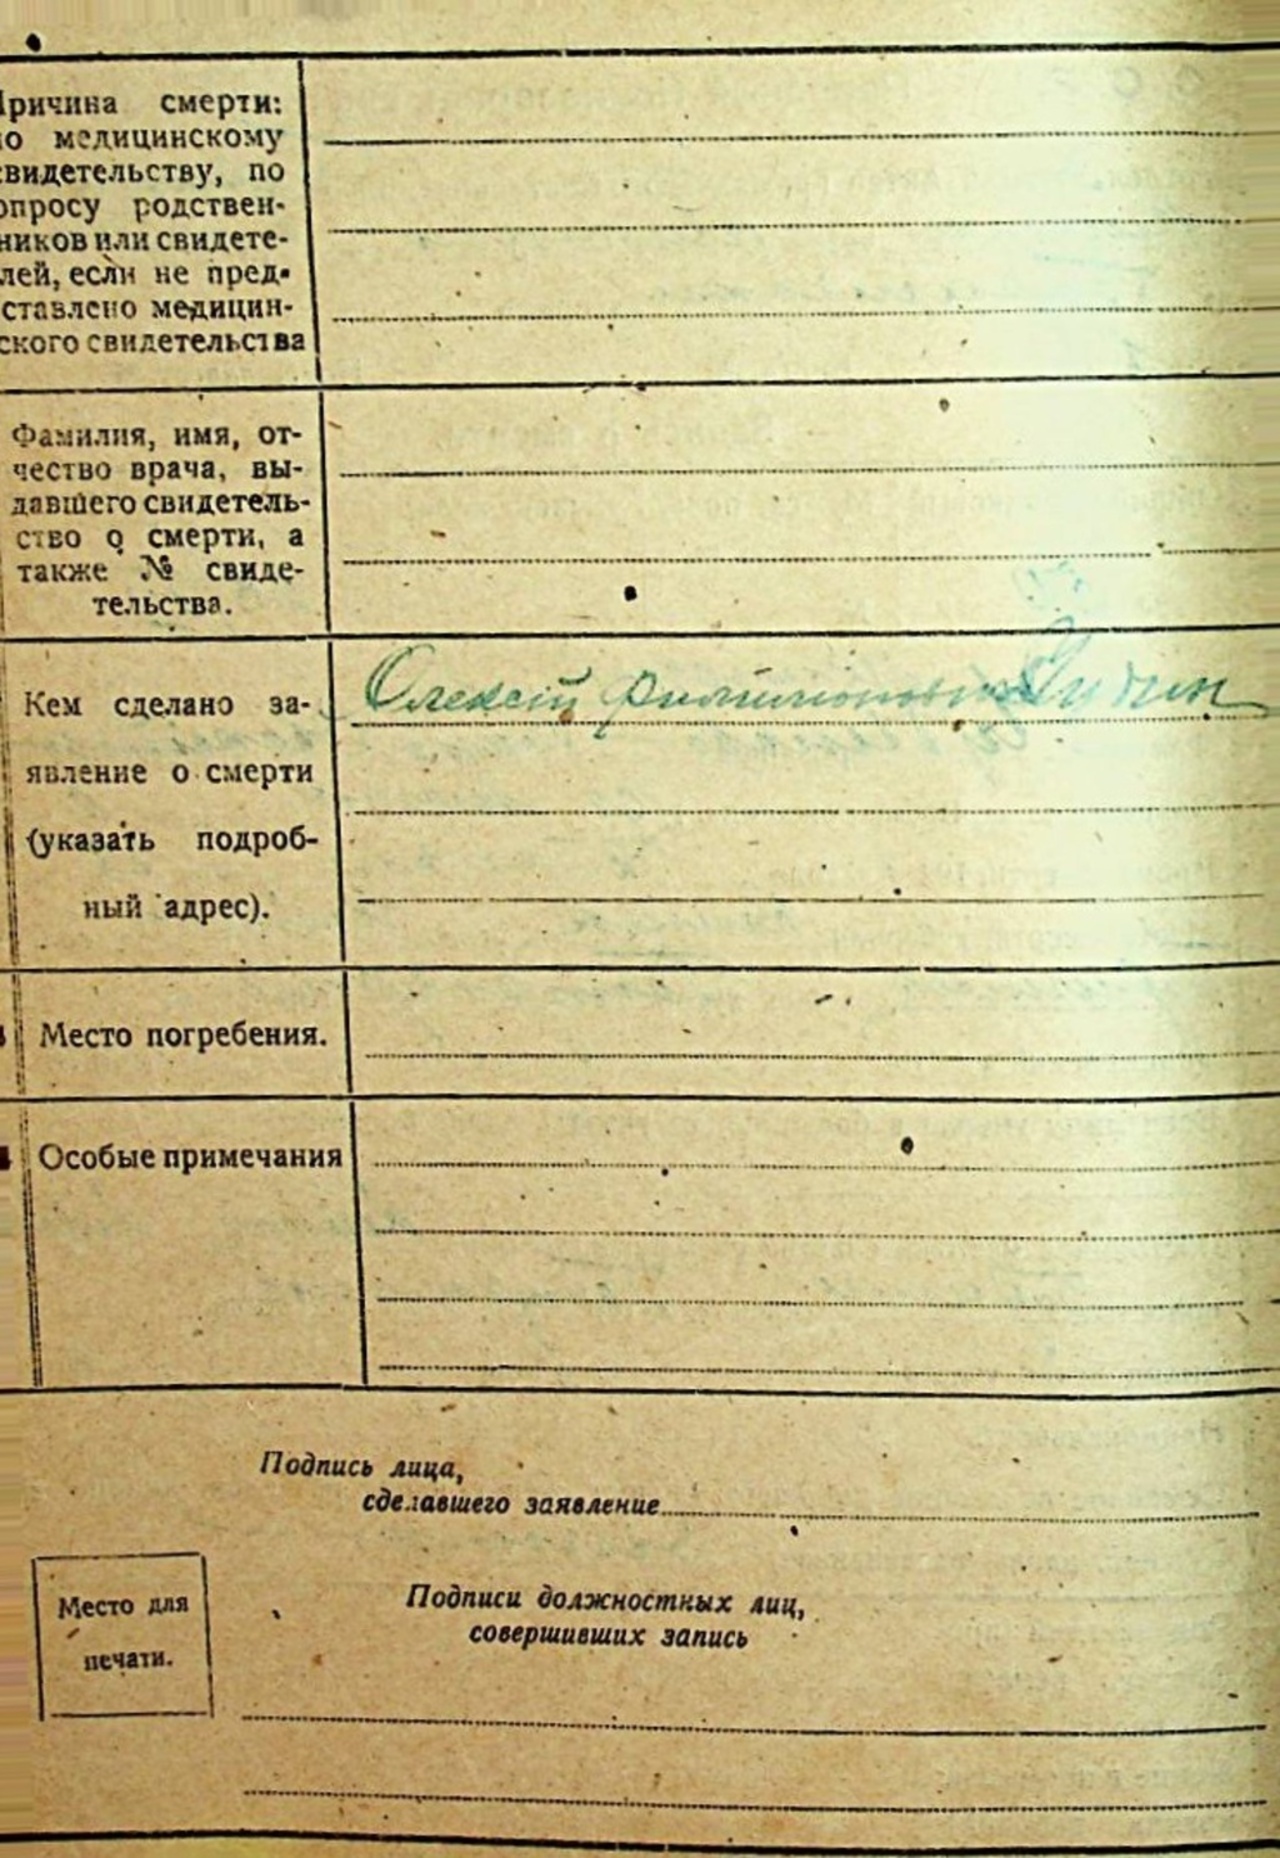 Причина смерти:
по медицинскому
свидетельству, по
опросу родствен-
ников или свидете-
лей, если не пред-
ставлено медицин-
ского свидетельства
Фамилия, имя, от-
чество врача, вы-
давшего свидетель-
ство о смерти, а
также № свиде-
тельства.
Кем сделано за-
явление о смерти
(указать подроб-
ный адрес).
Олексій
Место погребения.
Особые примечания
Подпись лица,
сделавшего заявление
Место для
печати.
Подписи должностных лиц,
совершивших запись